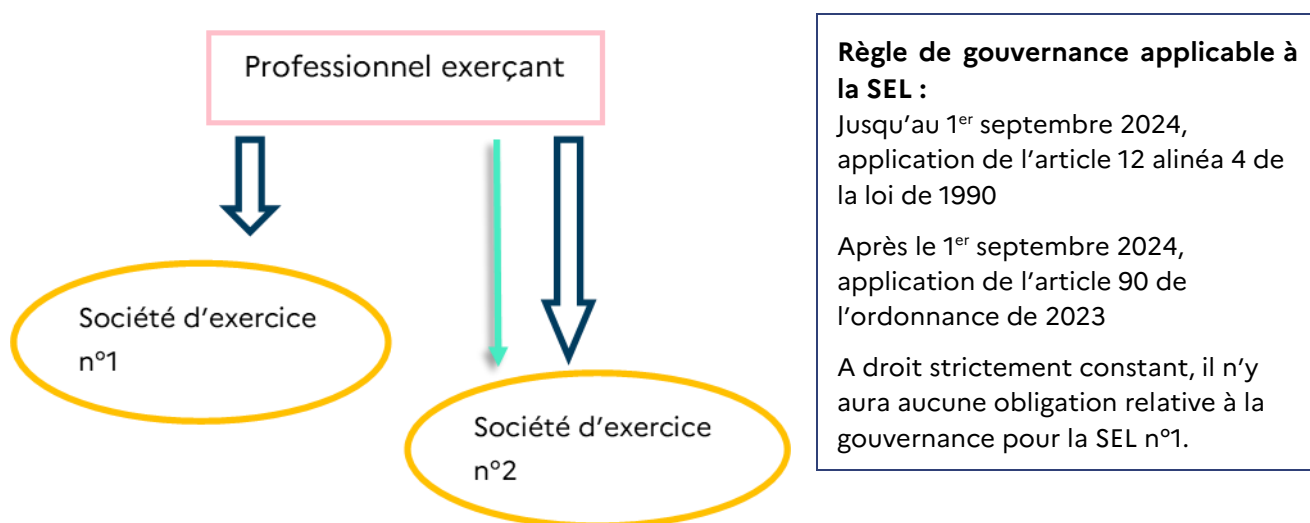 Professionnel exerçant
Société d'exercice
n°1
Société d'exercice
n°2
Règle de gouvernance applicable à
la SEL :
Jusqu'au 1er septembre 2024,
application de l'article 12 alinéa 4 de
la loi de 1990
Après le 1er septembre 2024,
application de l'article 90 de
l'ordonnance de 2023
A droit strictement constant, il n'y
aura aucune obligation relative à la
gouvernance pour la SEL n°1.